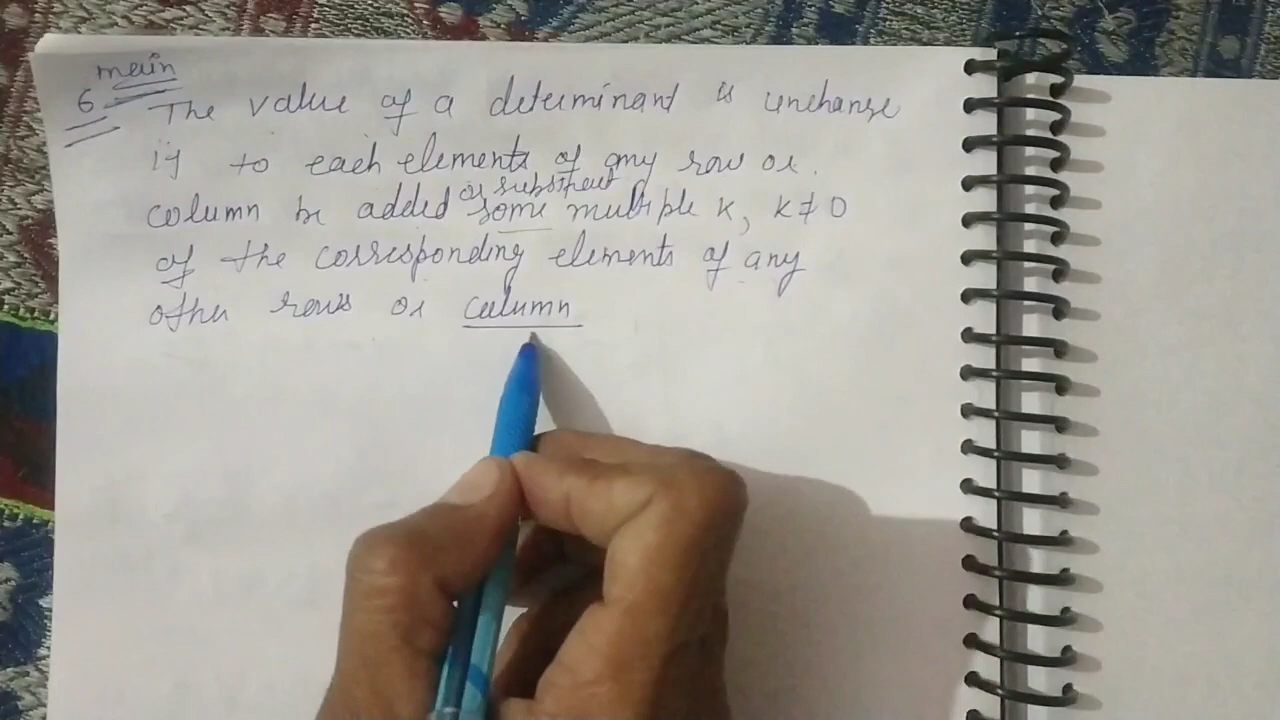 main
6 The value of a determinant is unchange
if to each elements of any row or
or substract
column be added some multiple K, K ≠ 0
of the corresponding elements of any
other rows or column